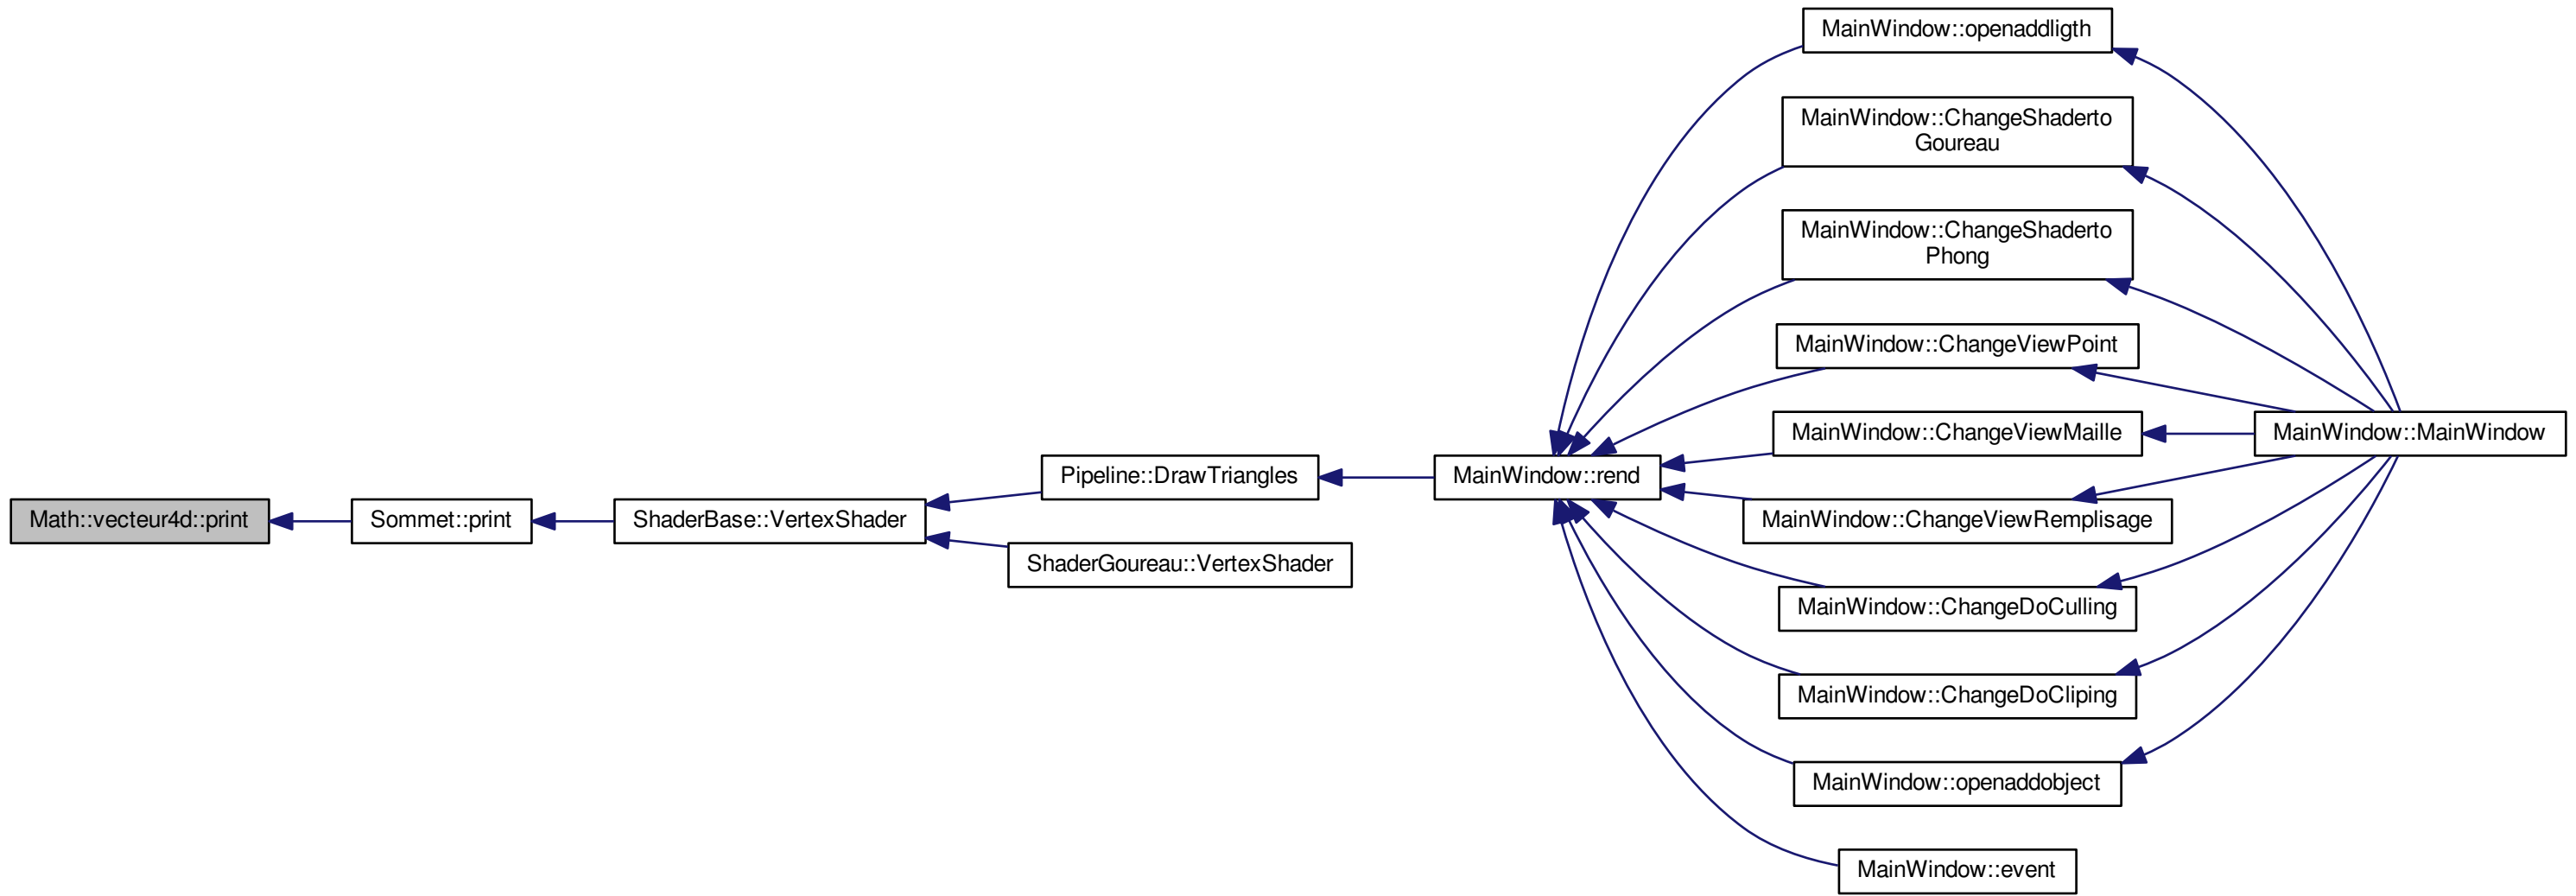 Math::vecteur4d::print
Sommet::print
ShaderBase::VertexShader
Pipeline::DrawTriangles
ShaderGoureau::VertexShader
MainWindow::rend
MainWindow::openaddligth
MainWindow::ChangeShaderto
Goureau
MainWindow::ChangeShaderto
Phong
MainWindow::ChangeViewPoint
MainWindow::ChangeViewMaille
MainWindow::ChangeViewRemplisage
MainWindow::ChangeDoCulling
MainWindow::ChangeDoCliping
MainWindow::openaddobject
MainWindow::event
MainWindow::MainWindow